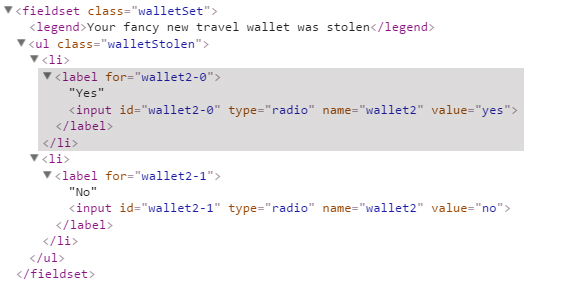 <fieldset class="walletSet">
<legend>Your fancy new travel wallet was stolen</legend>
<ul class="walletStolen">
<li>
<label for="wallet2-0">
"Yes"
<input id="wallet2-0" type="radio" name="wallet2" value="yes">
</label>
</li>
<li>
<label for="wallet2-1">
"No"
<input id="wallet2-1" type="radio" name="wallet2" value="no">
</label>
</li>
</ul>
</fieldset>